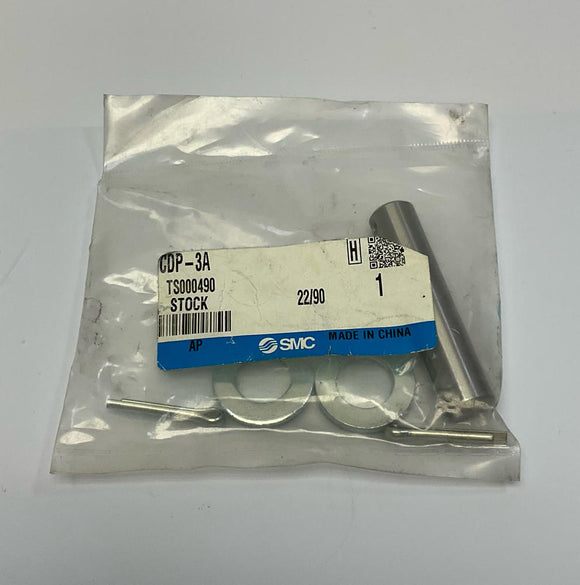 CDP-3A
H
TS000490
STOCK
22/90
1
AP
SMC
MADE IN CHINA